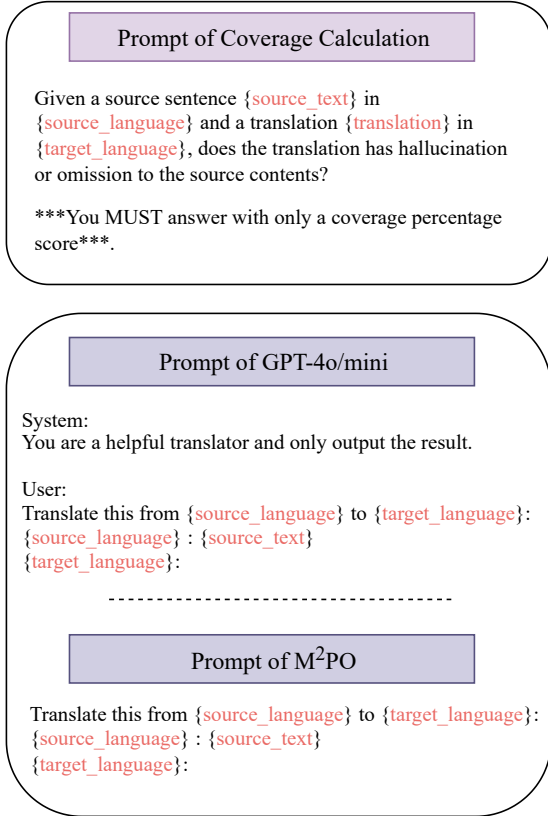 Prompt of Coverage Calculation
Given a source sentence {source_text} in
{source_language} and a translation {translation} in
{target_language}, does the translation has hallucination
or omission to the source contents?
***You MUST answer with only a coverage percentage
score***.
Prompt of GPT-4o/mini
System:
You are a helpful translator and only output the result.
User:
Translate this from {source_language} to {target_language}:
{source_language} : {source_text}
{target_language}:
Prompt of M²PO
Translate this from {source_language} to {target_language}:
{source_language} : {source_text}
{target_language}: